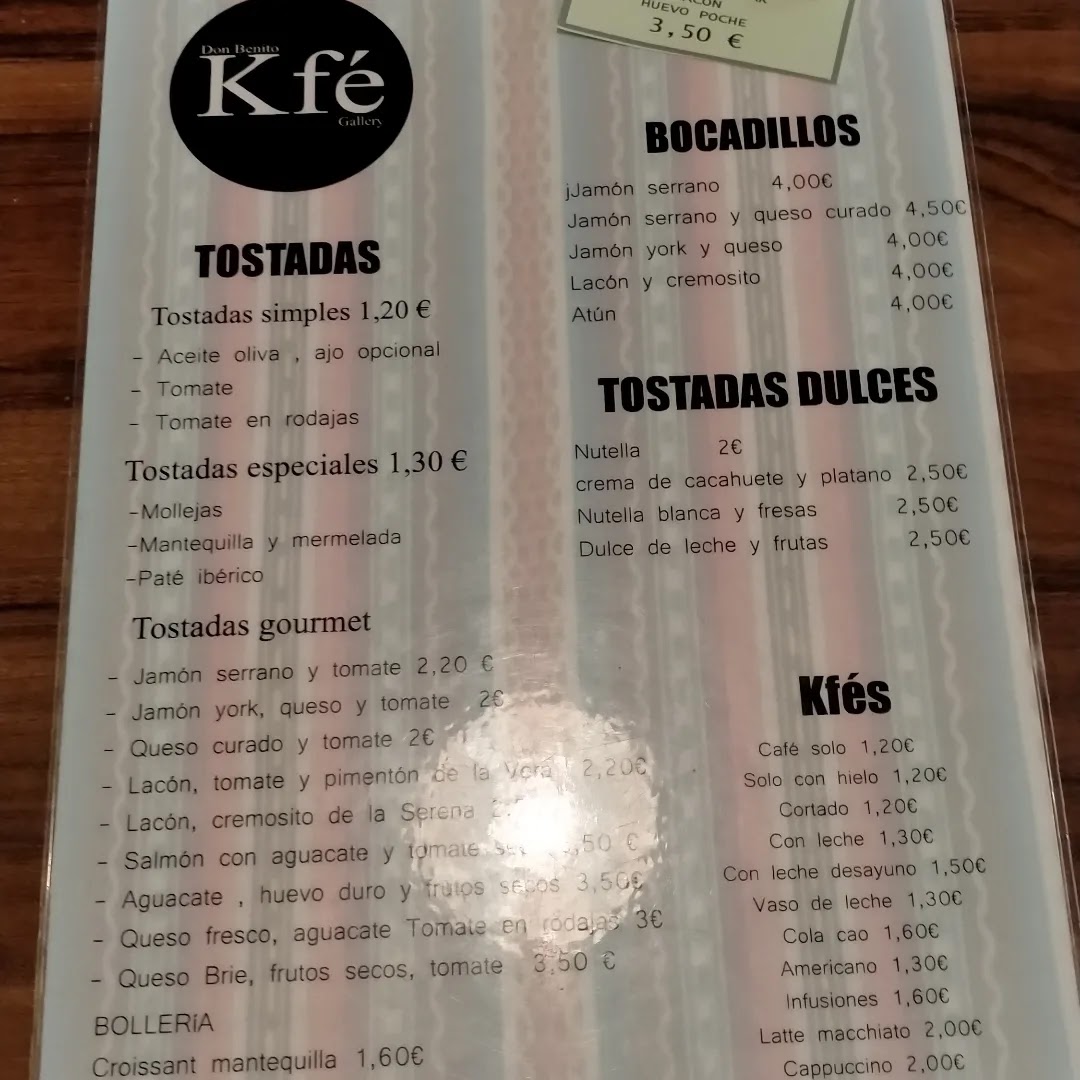 Don Benito
Kfé
Gallery
TOSTADAS
Tostadas simples 1,20 €
- Aceite oliva , ajo opcional
- Tomate
- Tomate en rodajas
Tostadas especiales 1,30 €
-Mollejas
-Mantequilla y mermelada
-Paté ibérico
Tostadas gourmet
- Jamón serrano y tomate 2,20 €
- Jamón york, queso y tomate 2€
- Queso curado y tomate 2€
- Lacón, tomate y pimentón de la Vera 2,20€
- Lacón, cremosito de la Serena
- Salmón con aguacate y tomate
- Aguacate , huevo duro y frutos secos 3,50€
- Queso fresco, aguacate Tomate en rodajas 3€
- Queso Brie, frutos secos, tomate 3,50 €
BOLLERíA
Croissant mantequilla 1,60€
HUEVO POCHE
3,50 €
BOCADILLOS
jJamón serrano 4,00€
Jamón serrano y queso curado 4,50€
Jamón york y queso 4,00€
Lacón y cremosito 4,00€
Atún 4,00€
TOSTADAS DULCES
Nutella 2€
crema de cacahuete y platano 2,50€
Nutella blanca y fresas 2,50€
Dulce de leche y frutas 2,50€
Kfés
Café solo 1,20€
Solo con hielo 1,20€
Cortado 1,20€
Con leche 1,30€
Con leche desayuno 1,50€
Vaso de leche 1,30€
Cola cao 1,60€
Americano 1,30€
Infusiones 1,60€
Latte macchiato 2,00€
Cappuccino 2,00€